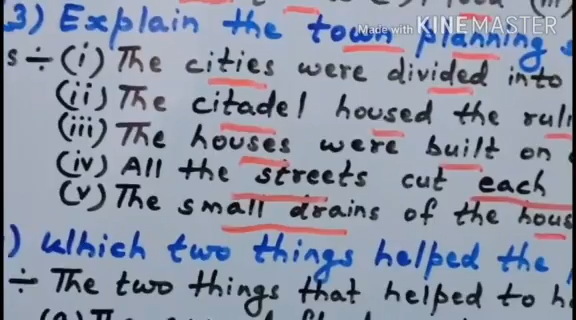 Made with KINEMASTER
3) Explain the town planning
s ÷ (i) The cities were divided into
(ii) The citadel housed the
(iii) The houses were built on
(iv) All the streets cut each
(v) The small drains of the
) Which two things helped the
÷ The two things that helped to